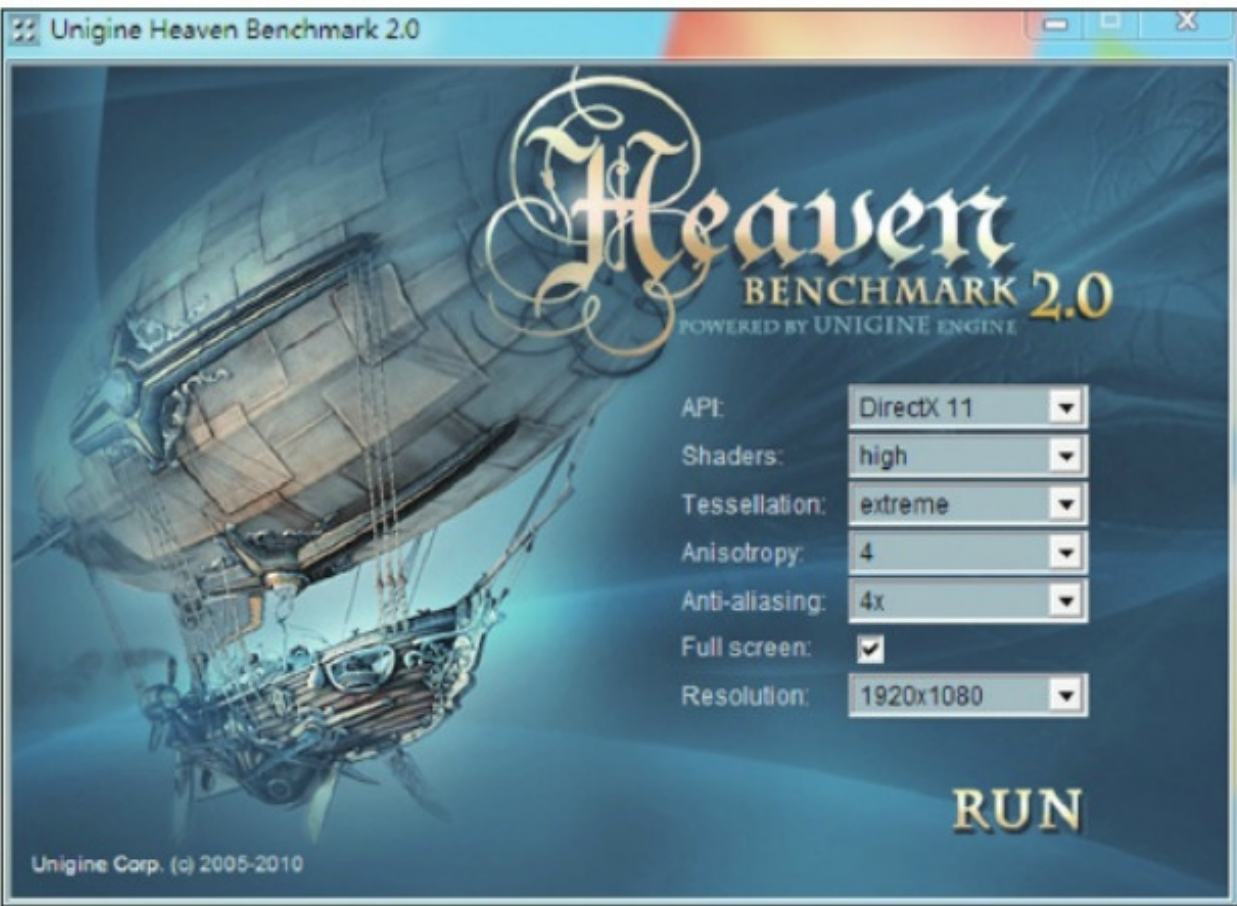 Unigine Heaven Benchmark 2.0
Heaven
BENCHMARK 2.0
POWERED BY UNIGINE ENGINE
API: DirectX 11
Shaders: high
Tessellation: extreme
Anisotropy: 4
Anti-aliasing: 4x
Full screen:
Resolution: 1920x1080
RUN
Unigine Corp. (c) 2005-2010